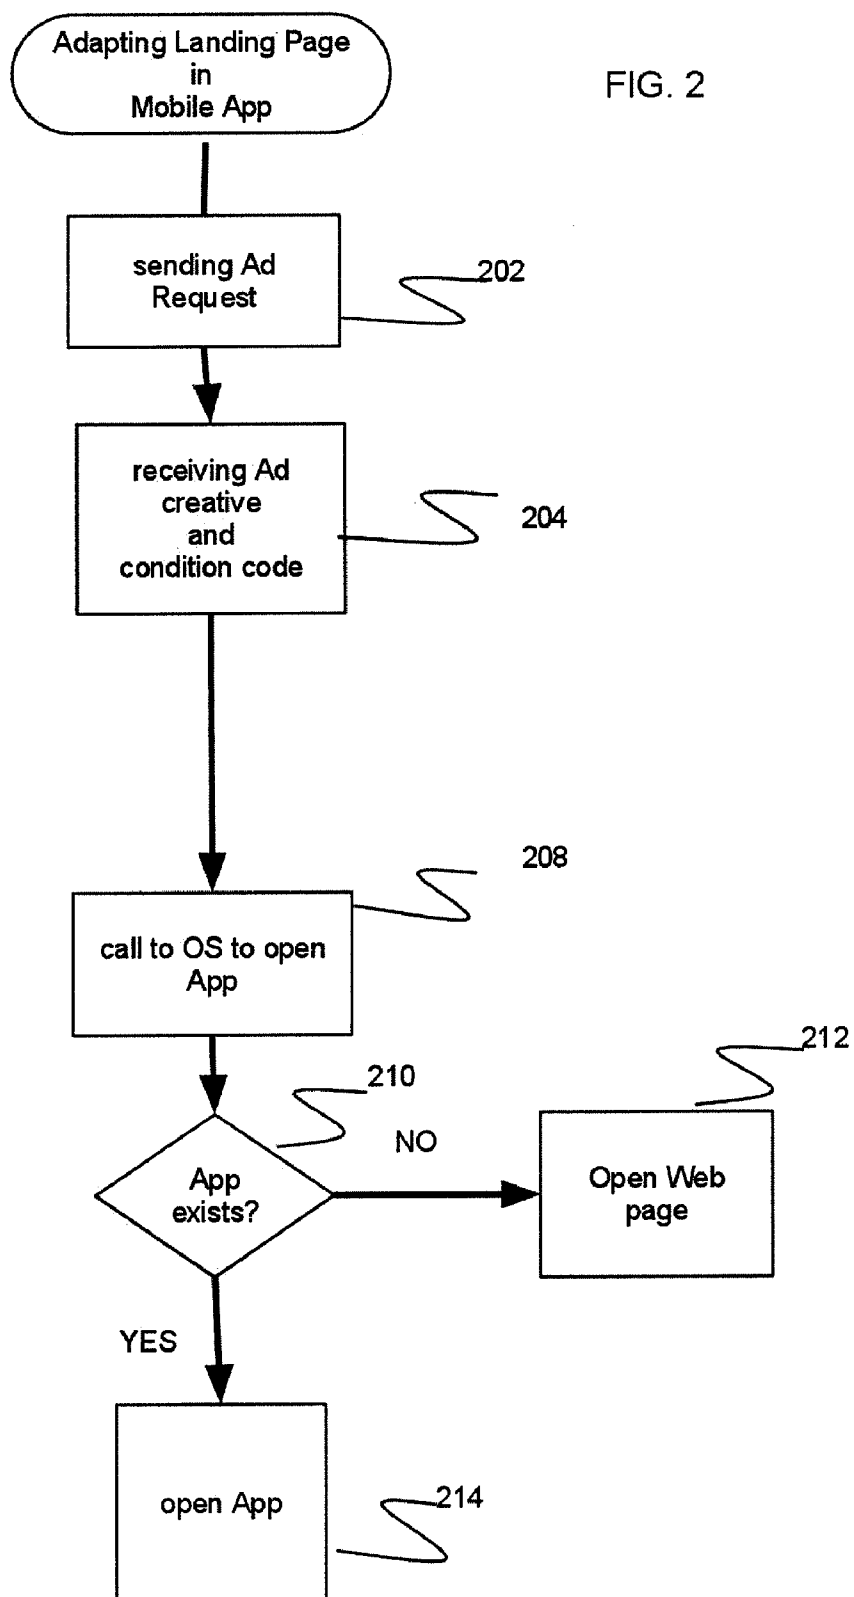 Adapting Landing Page
in
Mobile App
FIG. 2
sending Ad
Request
202
receiving Ad
creative
and
condition code
204
208
call to OS to open
App
212
210
NO
App
exists?
Open Web
page
YES
open App
214